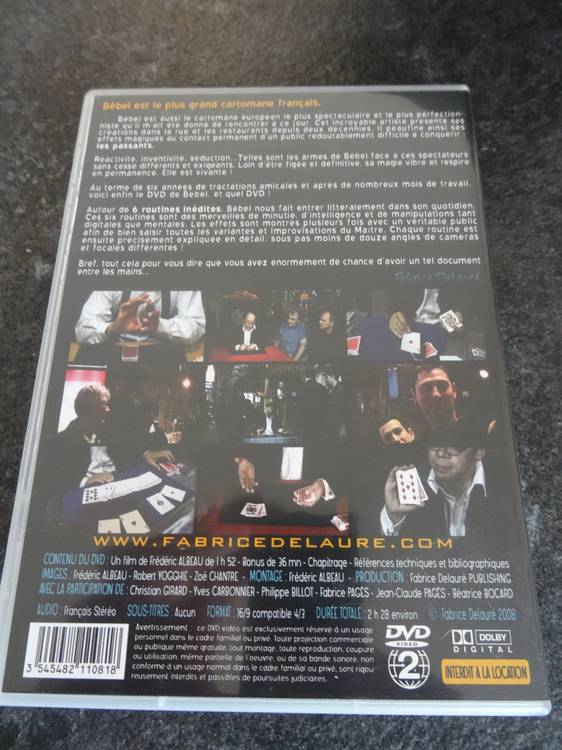 Bébel est le plus grand cartomane français.
Bébel est aussi le cartomane européen le plus spectaculaire et le plus perfection-
niste qu'il m'ait été donné de rencontrer à ce jour. Cet incroyable artiste présente ses
créations dans la rue et les restaurants depuis deux décennies. Il peaufine ainsi ses
effets magiques au contact permanent d'un public redoutablement difficile à conquérir :
les passants.
Réactivité, inventivité, séduction...Telles sont les armes de Bébel face à ces spectateurs
sans cesse différents et exigeants. Loin d'être figée et définitive, sa magie vibre et respire
en permanence. Elle est vivante !
Au terme de six années de tractations amicales et après de nombreux mois de travail,
voici enfin le DVD de Bébel, et quel DVD !
Autour de 6 routines inédites, Bébel nous fait entrer littéralement dans son quotidien.
Ces six routines sont des merveilles de minutie, d'intelligence et de manipulations tant
digitales que mentales. Les effets sont montrés plusieurs fois avec un véritable public
afin de bien saisir toutes les variantes et improvisations du Maître. Chaque routine est
ensuite précisément expliquée en détail, sous pas moins de douze angles de caméras
et focales différentes !
Bref, tout cela pour vous dire que vous avez énormément de chance d'avoir un tel document
entre les mains...
Fabrice Delauré
WWW.FABRICEDELAURE.COM
CONTENU DU DVD : Un film de Frédéric ALBEAU de 1 h 52 - Bonus de 36 mn - Chapitrage - Références techniques et bibliographiques
IMAGES : Frédéric ALBEAU - Robert YOGGHIE - Zoé CHANTRE - MONTAGE : Frédéric ALBEAU - PRODUCTION : Fabrice Delauré PUBLISHING
AVEC LA PARTICIPATION DE : Christian GIRARD - Yves CARBONNIER - Philippe BILLOT - Fabrice PAGÈS - Jean-Claude PAGÈS - Béatrice BOCARD
AUDIO : Français Stéréo SOUS-TITRES : Aucun FORMAT : 16/9 compatible 4/3 DURÉE TOTALE : 2 h 28 environ © Fabrice Delauré 2008
Avertissement : ce DVD vidéo est exclusivement réservé à un usage
personnel dans le cadre familial ou privé. Toute projection commerciale
ou publique même gratuite, tout montage, toute reproduction, coupure
ou utilisation, même partielle de l'oeuvre, ou de sa bande sonore, non
conforme à un usage normal dans le cadre familial ou privé, sont rigou
reusement interdits et passibles de poursuites judiciaires.
3 545482 110818
DVD
VIDEO
2
DOLBY
DIGITAL
INTERDIT A LA LOCATION